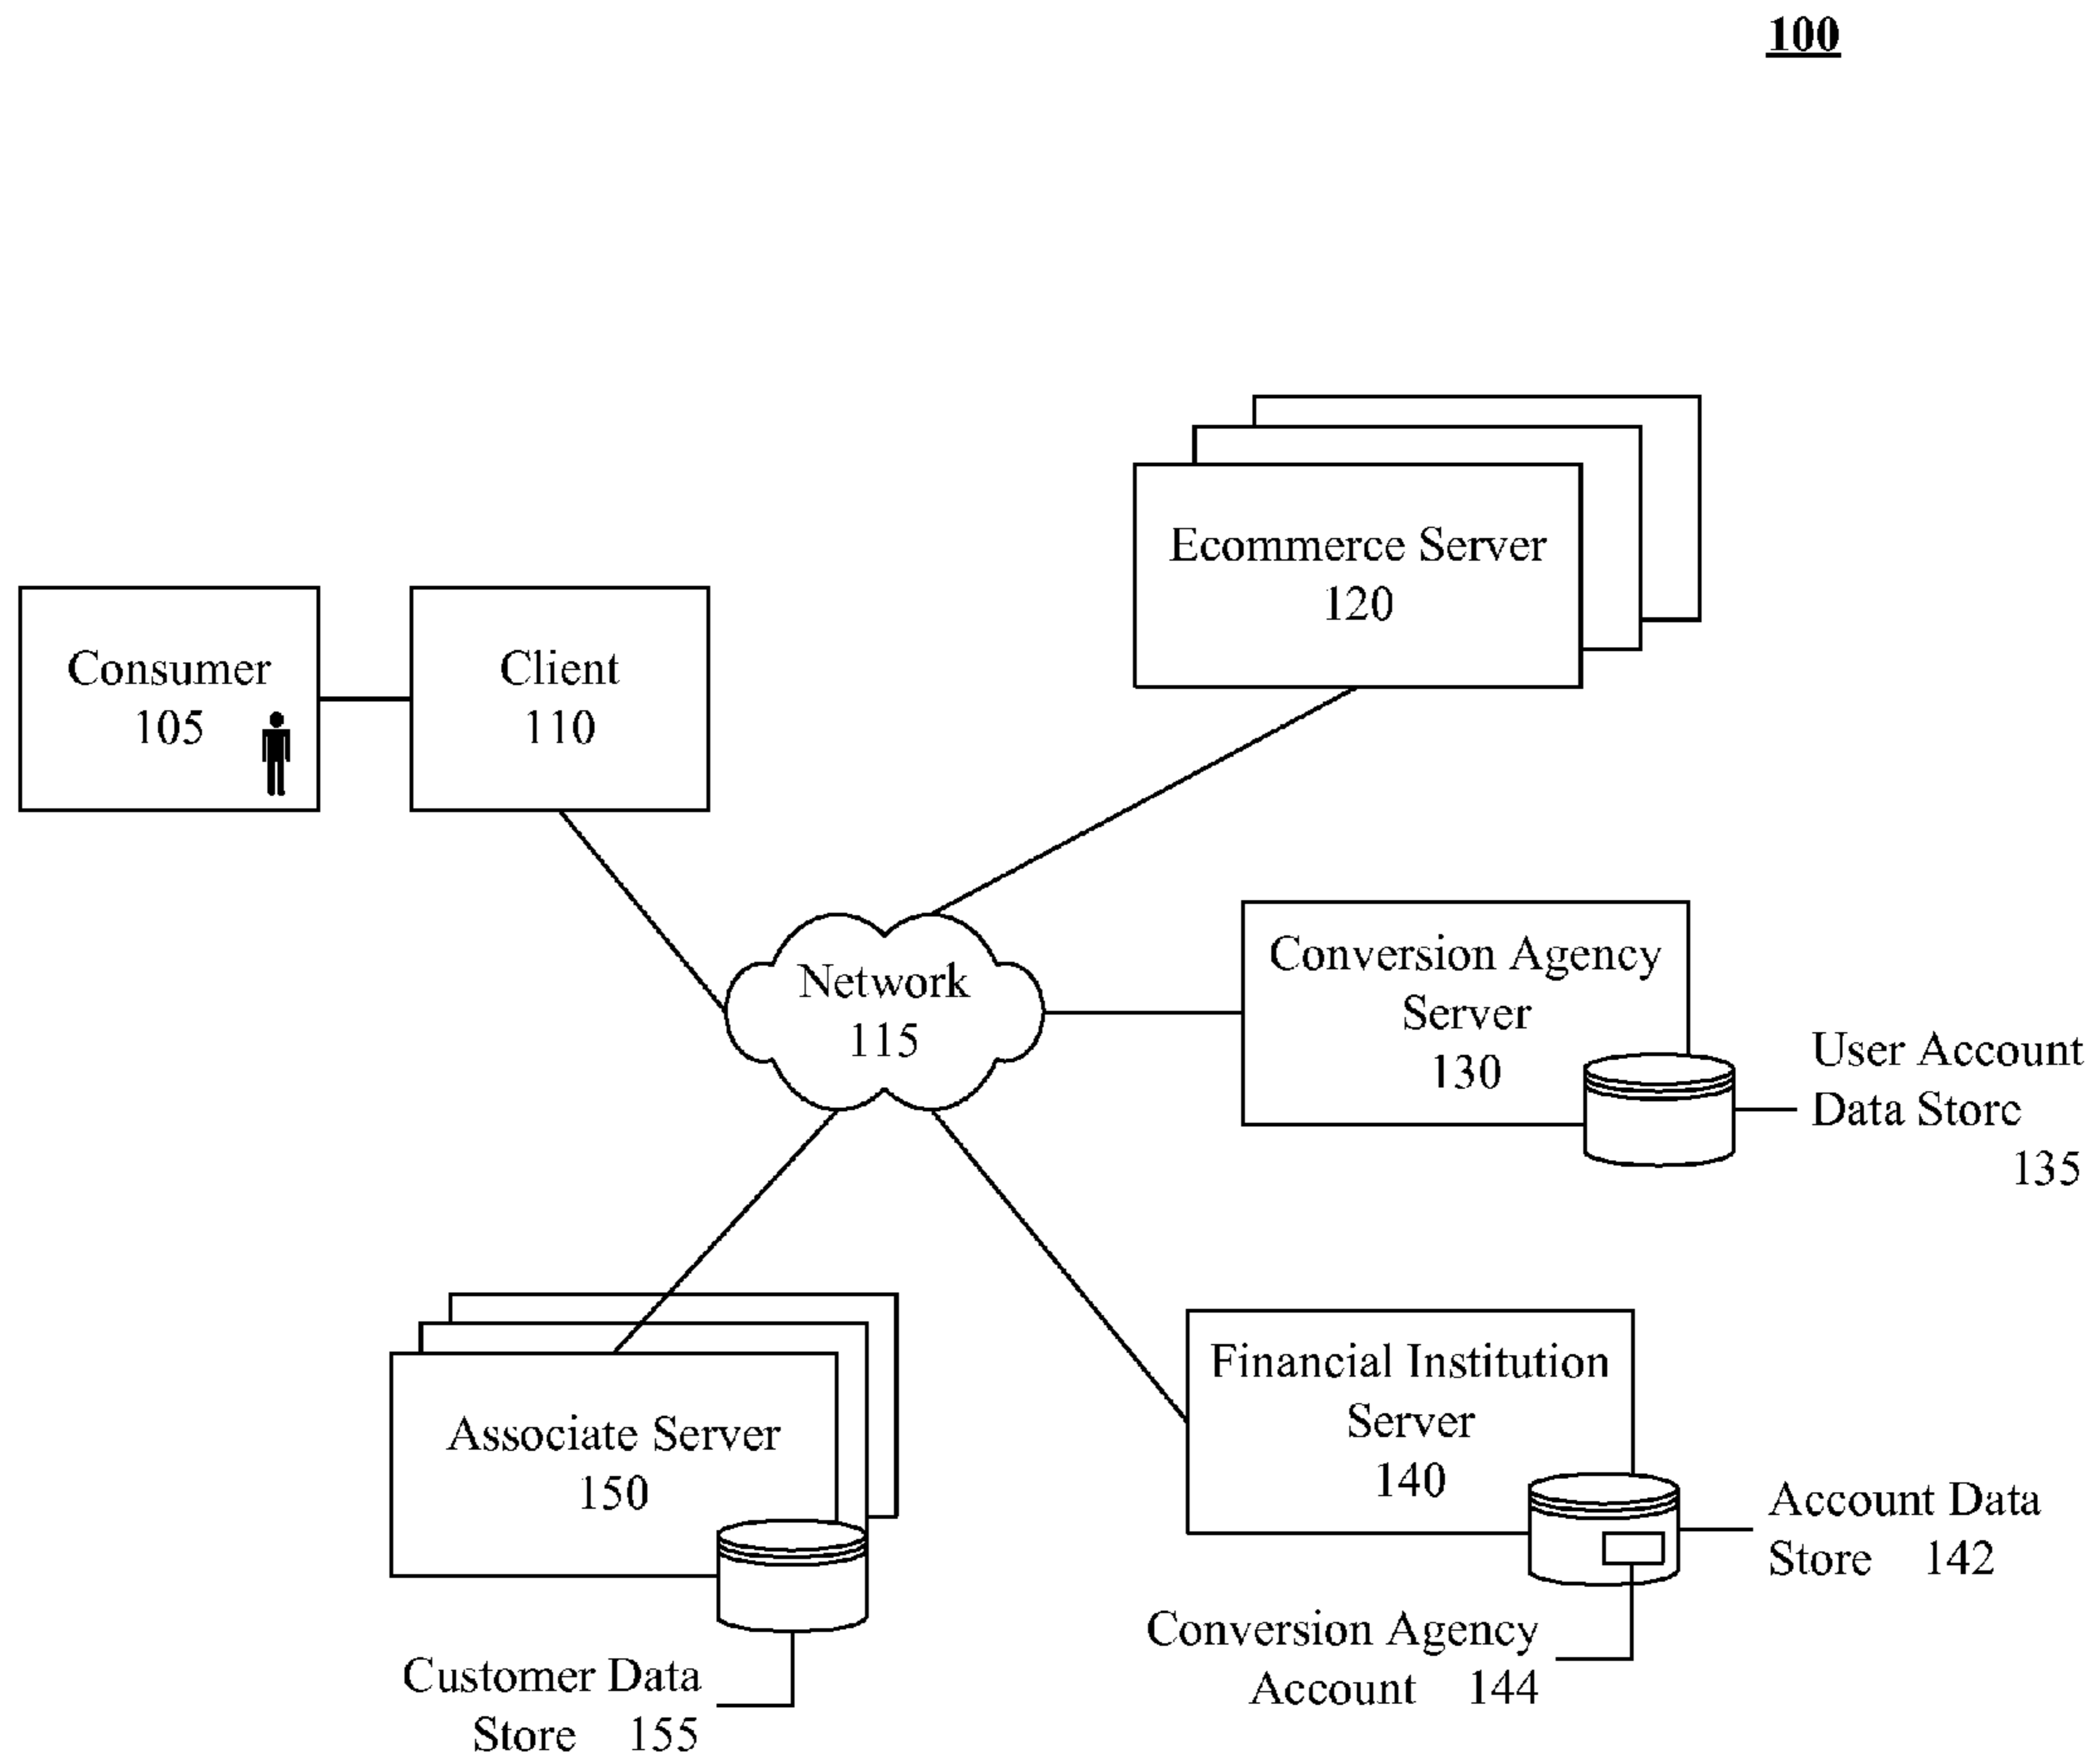 100
Ecommerce Server
120
Consumer
105
Client
110
Network
115
Conversion Agency
Server
130
User Account
Data Store
135
Associate Server
150
Customer Data
Store 155
Financial Institution
Server
140
Account Data
Store 142
Conversion Agency
Account 144